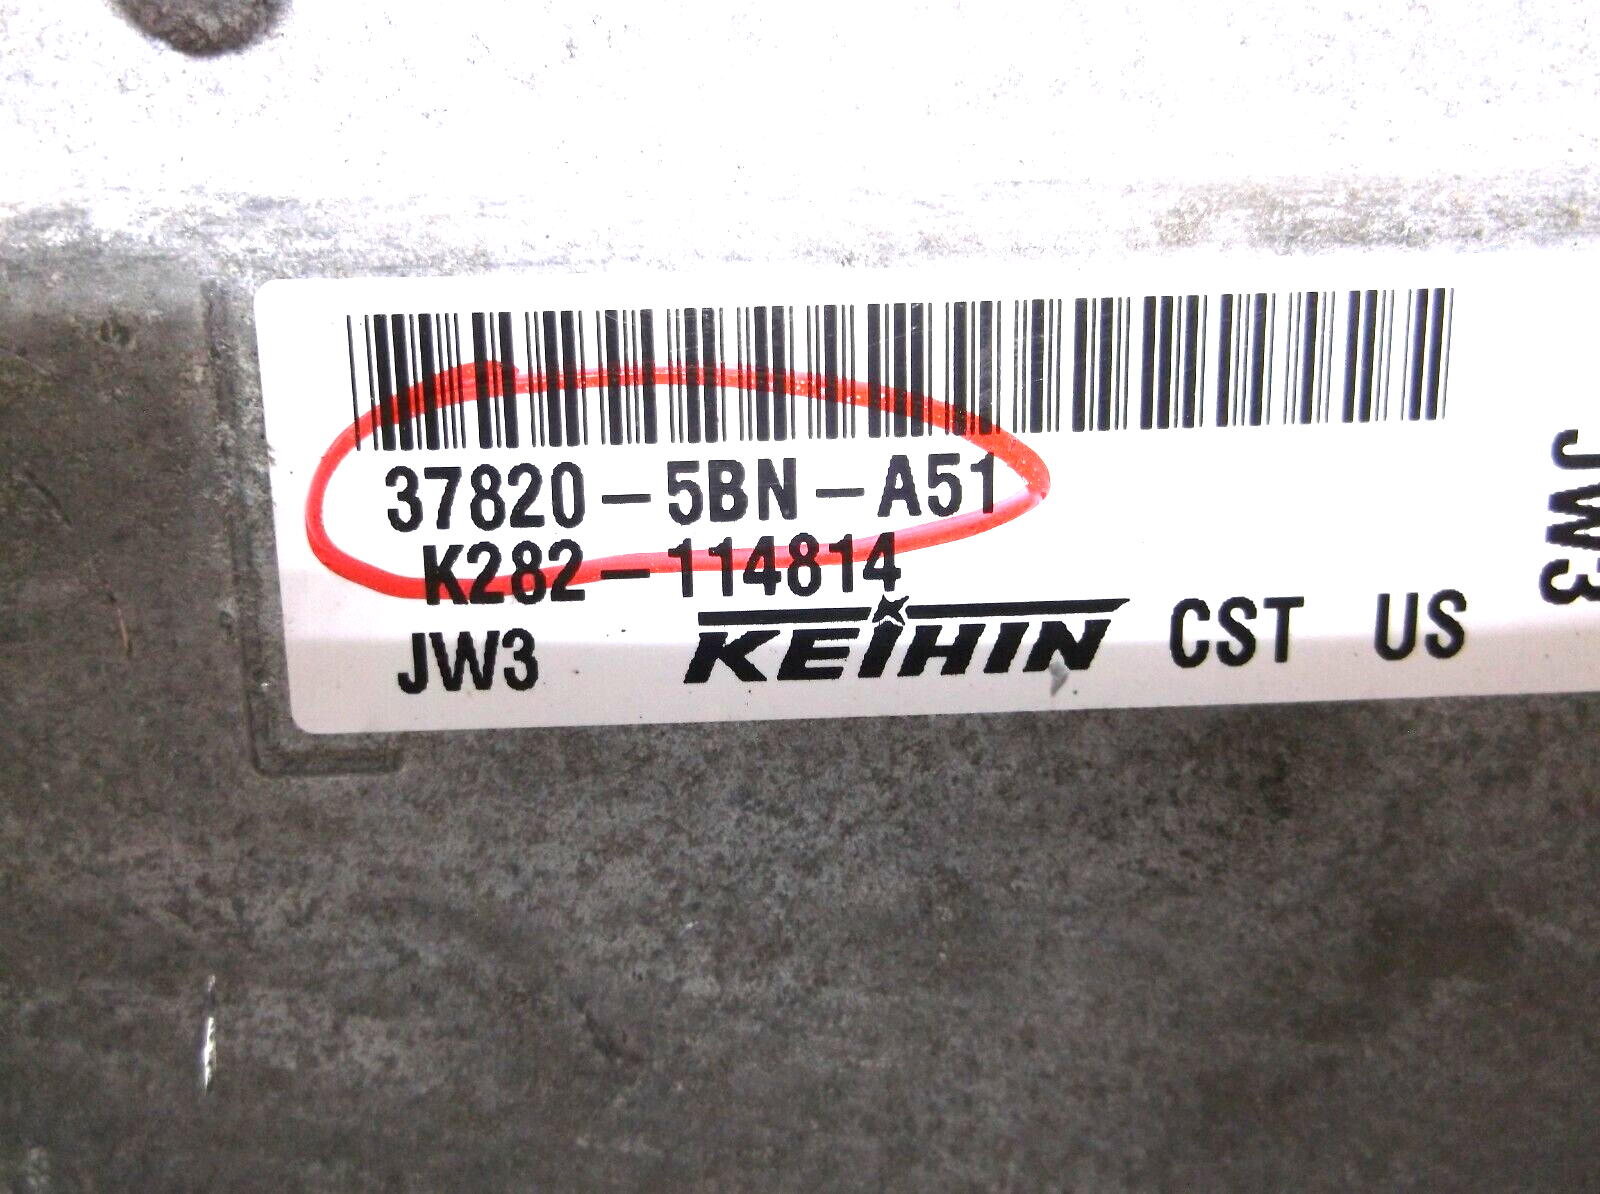 37820-5BN-A51
K282-114814
JW3 KEIHIN CST US
JW3